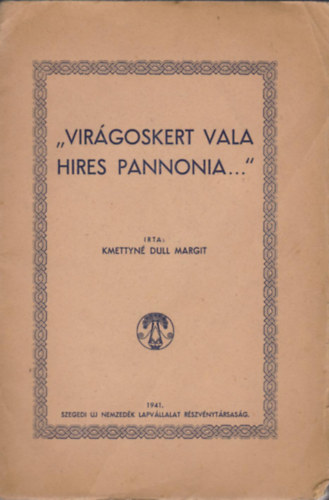 „VIRÁGOSKERT VALA
HIRES PANNONIA..."
IRTA:
KMETTYNÉ DULL MARGIT
1941.
SZEGEDI UJ NEMZEDÉK LAPVÁLLALAT RÉSZVÉNYTÁRSASÁG.